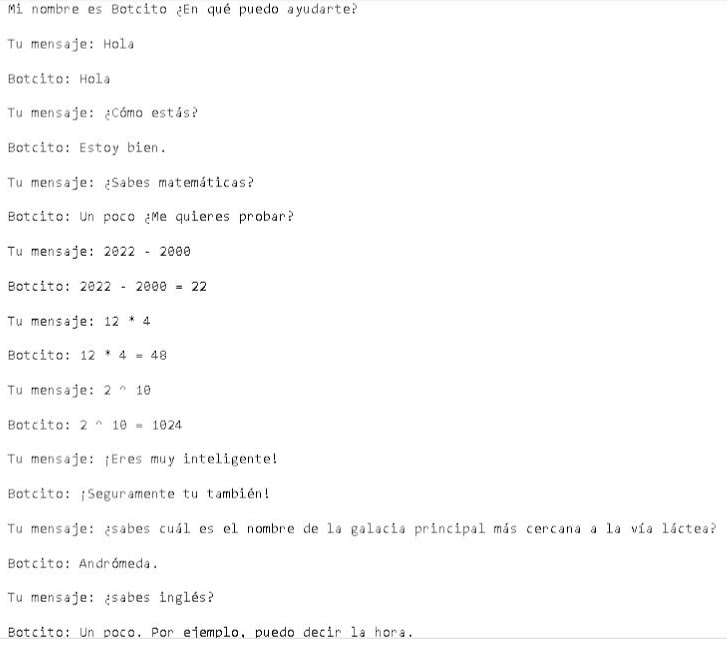 Mi nombre es Botcito ¿En qué puedo ayudarte?
Tu mensaje: Hola
Botcito: Hola
Tu mensaje: ¿Cómo estás?
Botcito: Estoy bien.
Tu mensaje: ¿Sabes matemáticas?
Botcito: Un poco ¿Me quieres probar?
Tu mensaje: 2022 - 2000
Botcito: 2022 - 2000 = 22
Tu mensaje: 12 * 4
Botcito: 12 * 4 = 48
Tu mensaje: 2 ^ 10
Botcito: 2 ^ 10 = 1024
Tu mensaje: ¡Eres muy inteligente!
Botcito: ¡Seguramente tu también!
Tu mensaje: ¿sabes cuál es el nombre de la galacia principal más cercana a la vía láctea?
Botcito: Andrómeda.
Tu mensaje: ¿sabes inglés?
Botcito: Un poco. Por ejemplo, puedo decir la hora.